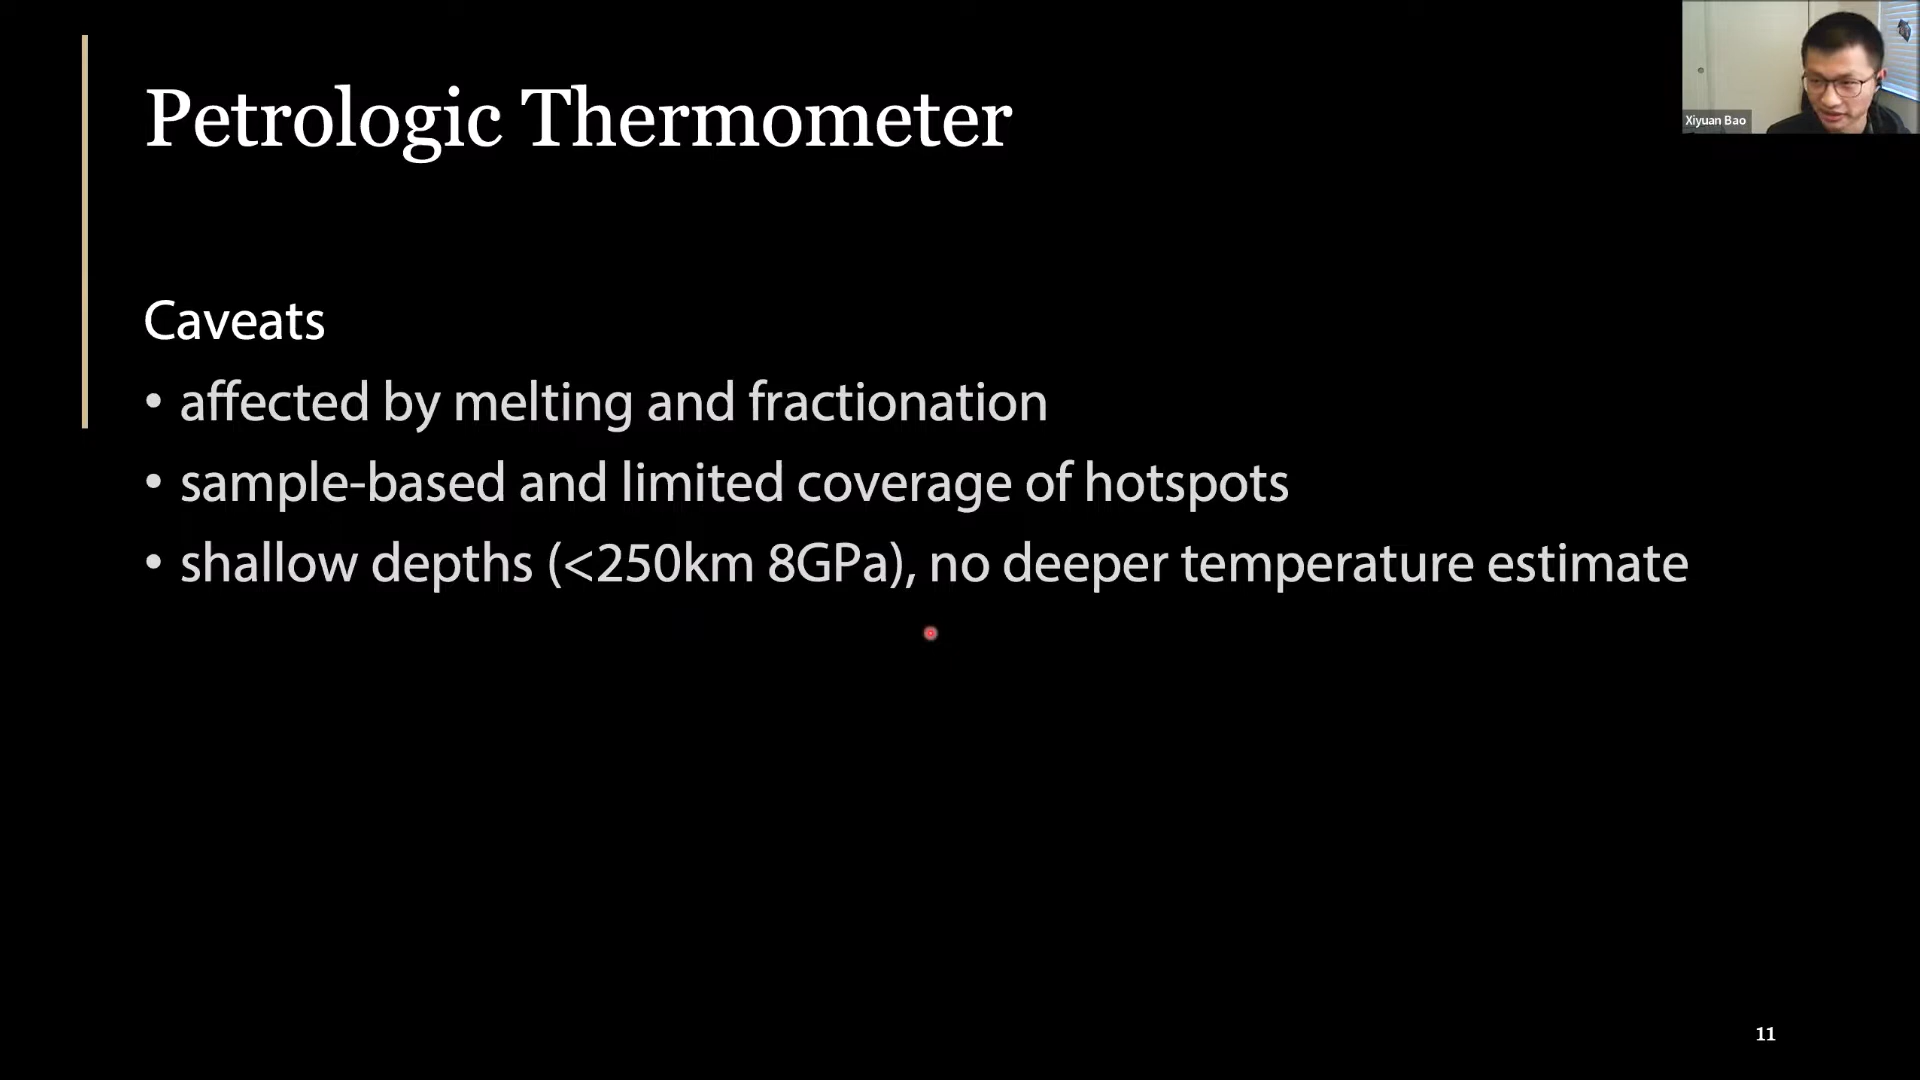 Petrologic Thermometer
Xiyuan Bao
Caveats
• affected by melting and fractionation
• sample-based and limited coverage of hotspots
• shallow depths (<250km 8GPa), no deeper temperature estimate
11